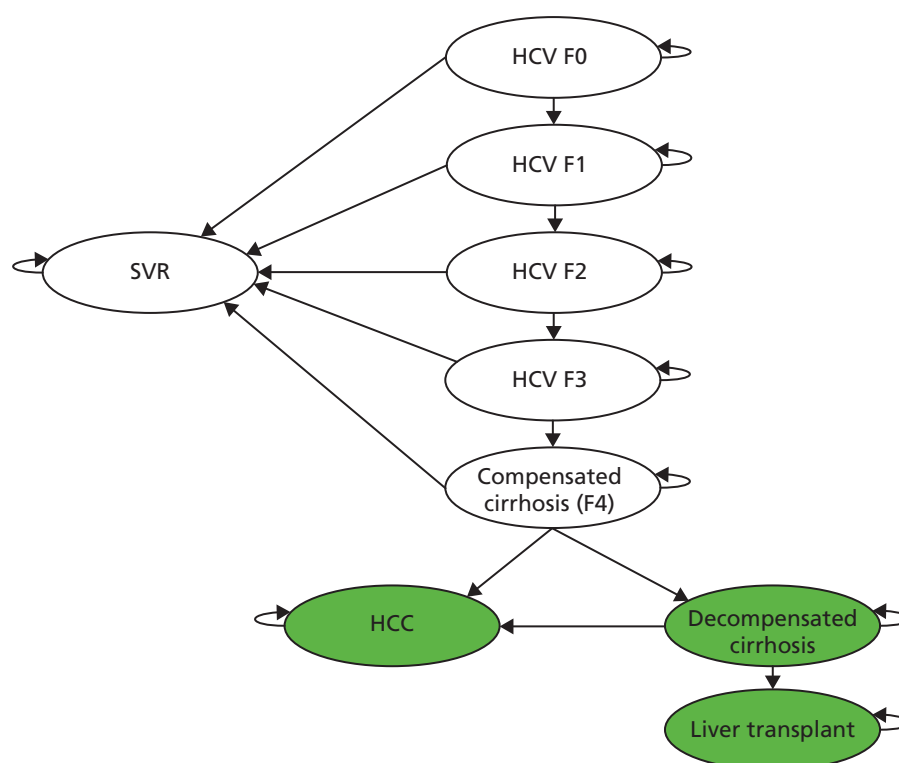 HCV F0
HCV F1
SVR
HCV F2
HCV F3
Compensated
cirrhosis (F4)
HCC
Decompensated
cirrhosis
Liver transplant